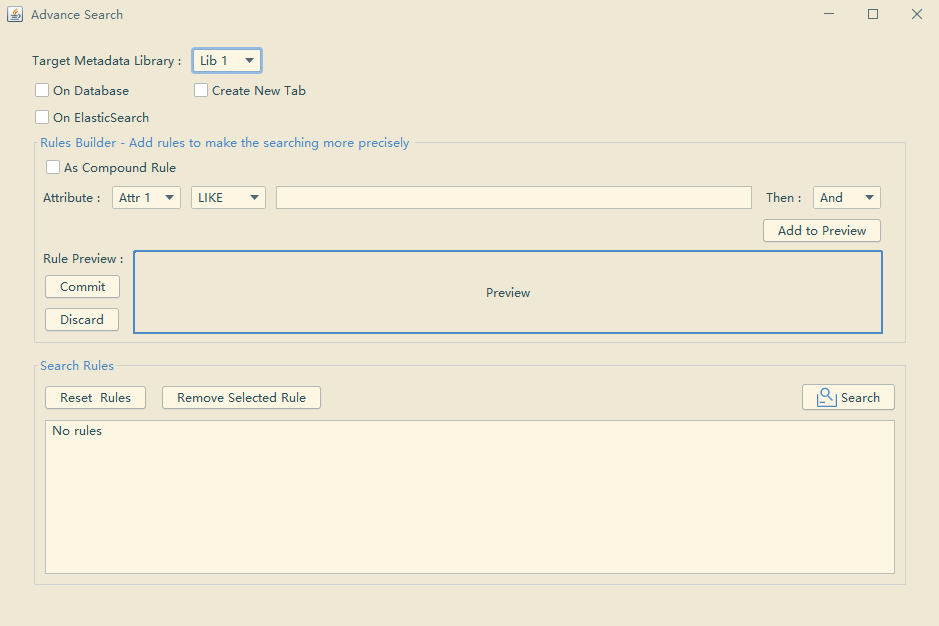 Advance Search
Target Metadata Library : Lib 1
On Database Create New Tab
On ElasticSearch
Rules Builder - Add rules to make the searching more precisely
As Compound Rule
Attribute : Attr 1 LIKE Then : And
Add to Preview
Rule Preview :
Commit
Preview
Discard
Search Rules
Reset Rules Remove Selected Rule Search
No rules